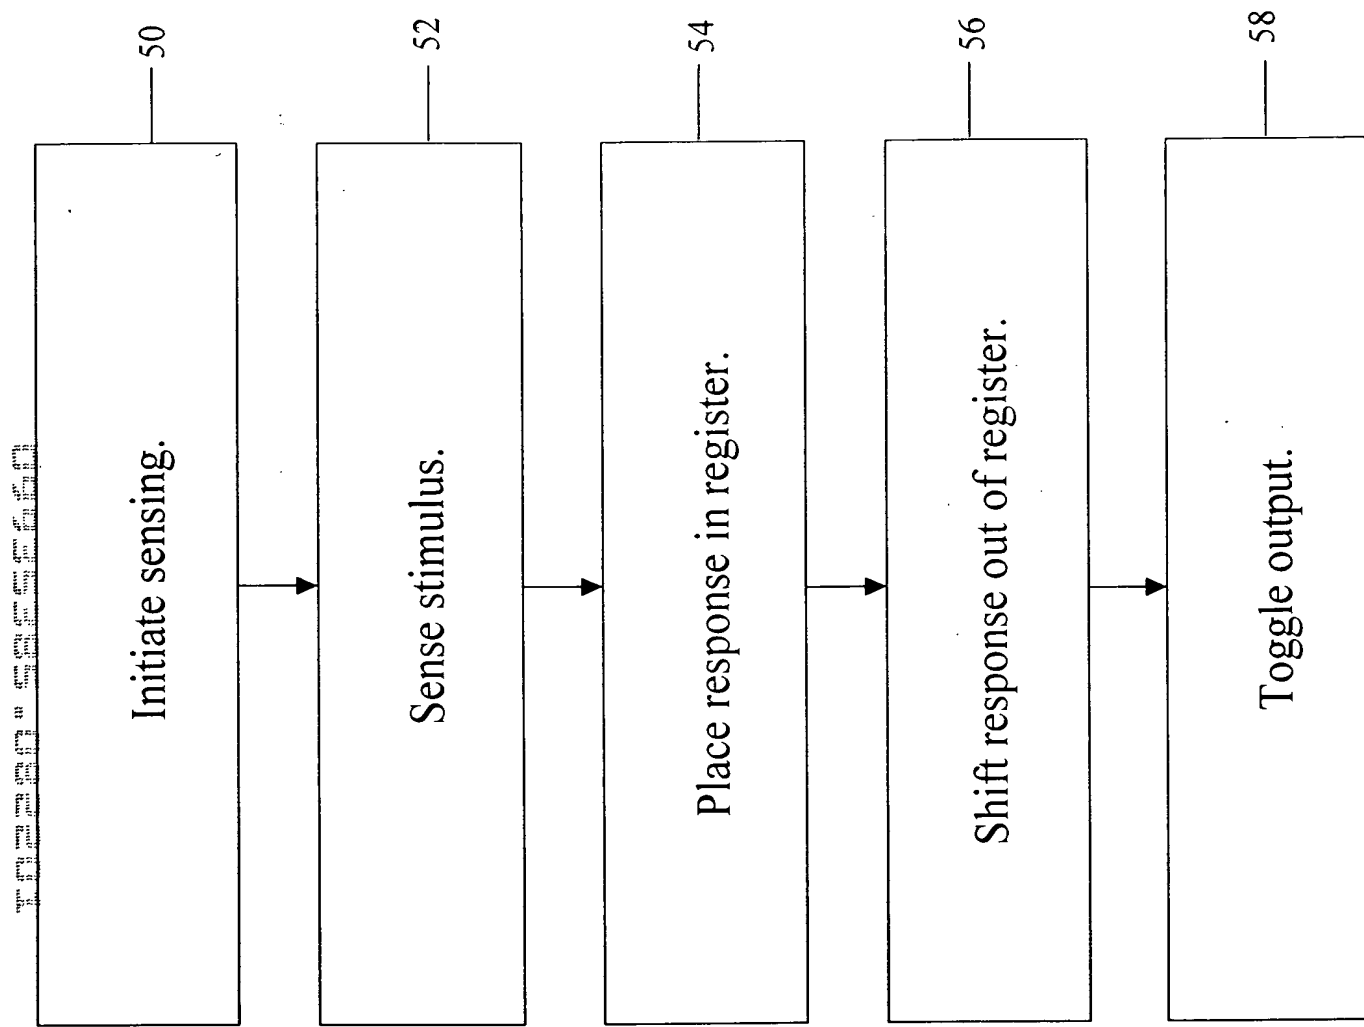 Initiate sensing.
50
Sense stimulus.
52
Place response in register.
54
Shift response out of register.
56
Toggle output.
58